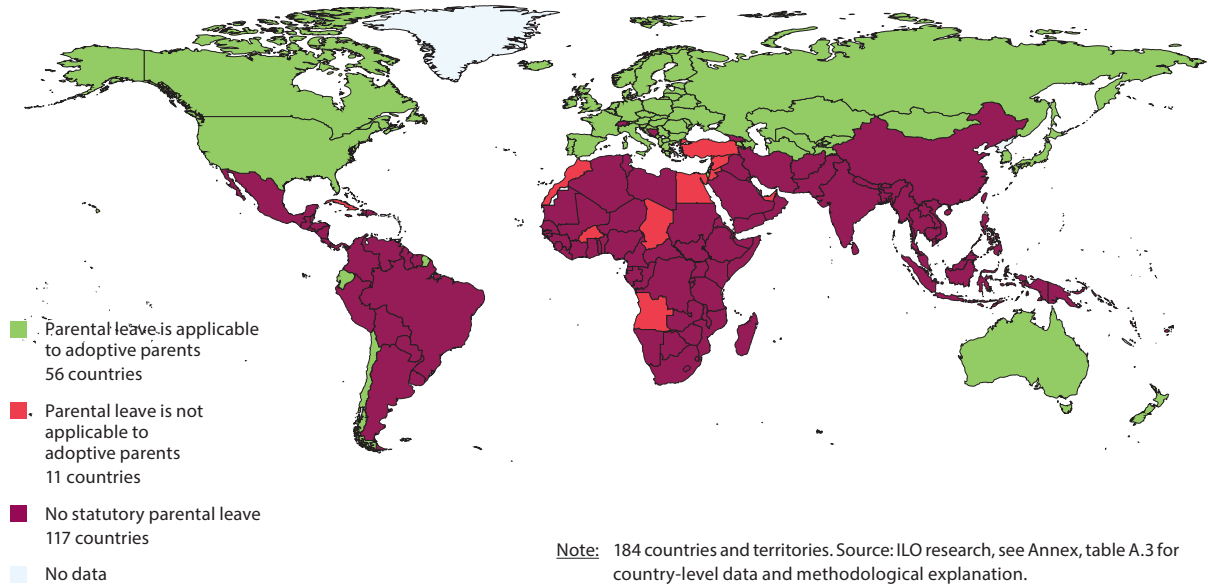 Parental leave is applicable
to adoptive parents
56 countries
Parental leave is not
applicable to
adoptive parents
11 countries
No statutory parental leave
117 countries
No data
Note: 184 countries and territories. Source: ILO research, see Annex, table A.3 for
country-level data and methodological explanation.